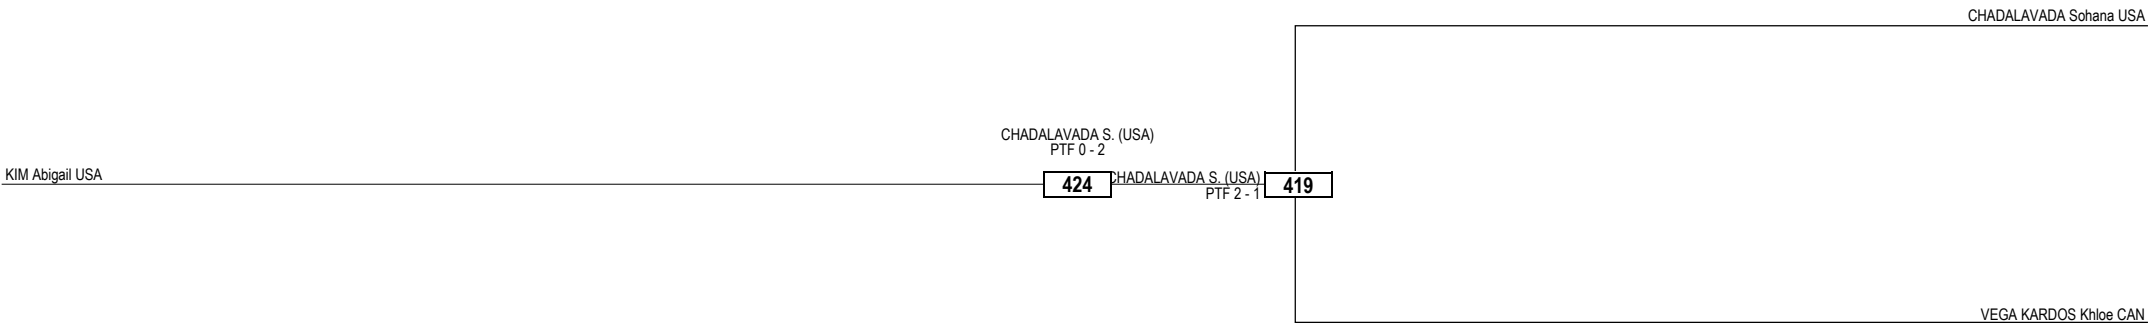 CHADALAVADA Sohana USA
CHADALAVADA S. (USA)
PTF 0 - 2
KIM Abigail USA
424
CHADALAVADA S. (USA)
PTF 2 - 1
419
VEGA KARDOS Khloe CAN